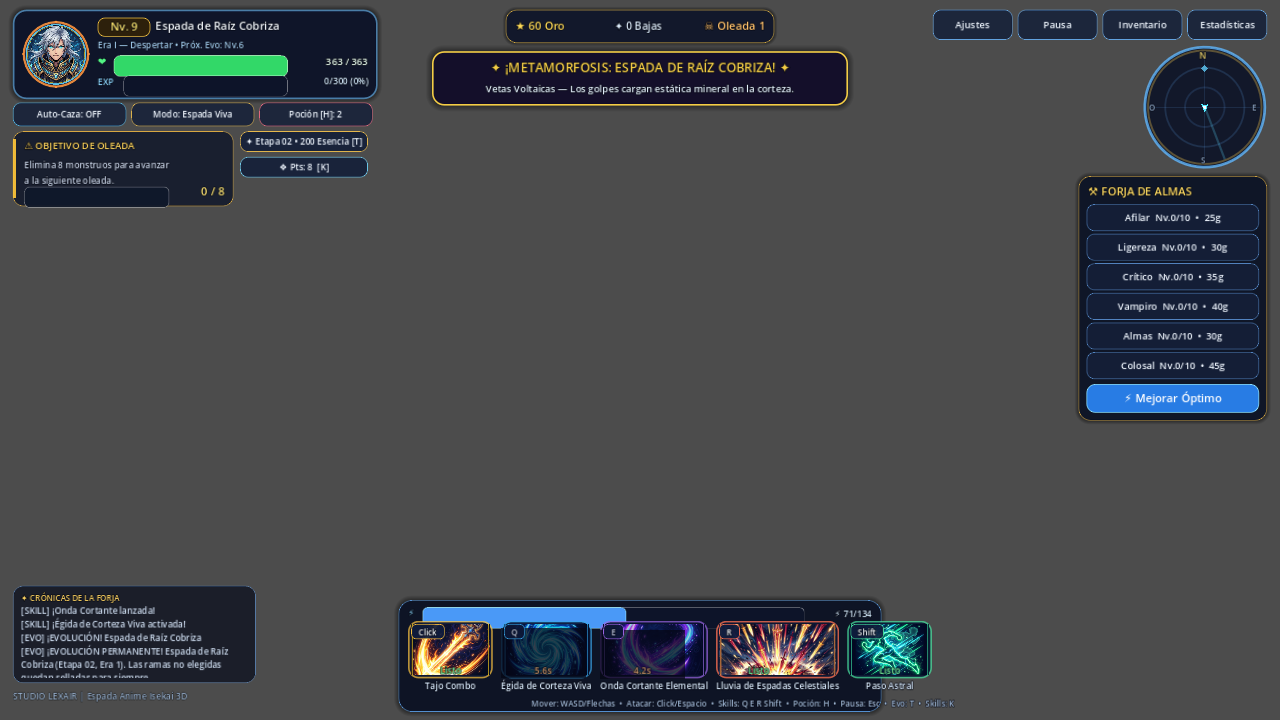 Nv. 9 Espada de Raíz Cobriza
Era I — Despertar • Próx. Evo: Nv.6
❤ 363 / 363
EXP 0/300 (0%)
Auto-Caza: OFF
Modo: Espada Viva
Poción [H]: 2
⚠ OBJETIVO DE OLEADA
Elimina 8 monstruos para avanzar
a la siguiente oleada.
0 / 8
✦ Etapa 02 • 200 Esencia [T]
❖ Pts: 8 [K]
★ 60 Oro
✦ 0 Bajas
☠ Oleada 1
✦ ¡METAMORFOSIS: ESPADA DE RAÍZ COBRIZA! ✦
Vetas Voltaicas — Los golpes cargan estática mineral en la corteza.
Ajustes
Pausa
Inventario
Estadísticas
N
O
E
S
⚒ FORJA DE ALMAS
Afilar Nv.0/10 • 25g
Ligereza Nv.0/10 • 30g
Crítico Nv.0/10 • 35g
Vampiro Nv.0/10 • 40g
Almas Nv.0/10 • 30g
Colosal Nv.0/10 • 45g
⚡ Mejorar Óptimo
✦ CRÓNICAS DE LA FORJA
[SKILL] ¡Onda Cortante lanzada!
[SKILL] ¡Égida de Corteza Viva activada!
[EVO] ¡EVOLUCIÓN! Espada de Raíz Cobriza
[EVO] ¡EVOLUCIÓN PERMANENTE! Espada de Raíz
Cobriza (Etapa 02, Era 1). Las ramas no elegidas
quedan selladas para siempre.
STUDIO LEXAIR | Espada Anime Isekai 3D
⚡ ⚡ 71/134
Click
Q
E
R
Shift
Listo
5.6s
4.2s
Listo
Listo
Tajo Combo
Égida de Corteza Viva
Onda Cortante Elemental
Lluvia de Espadas Celestiales
Paso Astral
Mover: WASD/Flechas • Atacar: Click/Espacio • Skills: Q E R Shift • Poción: H • Pausa: Esc • Evo: T • Skills: K